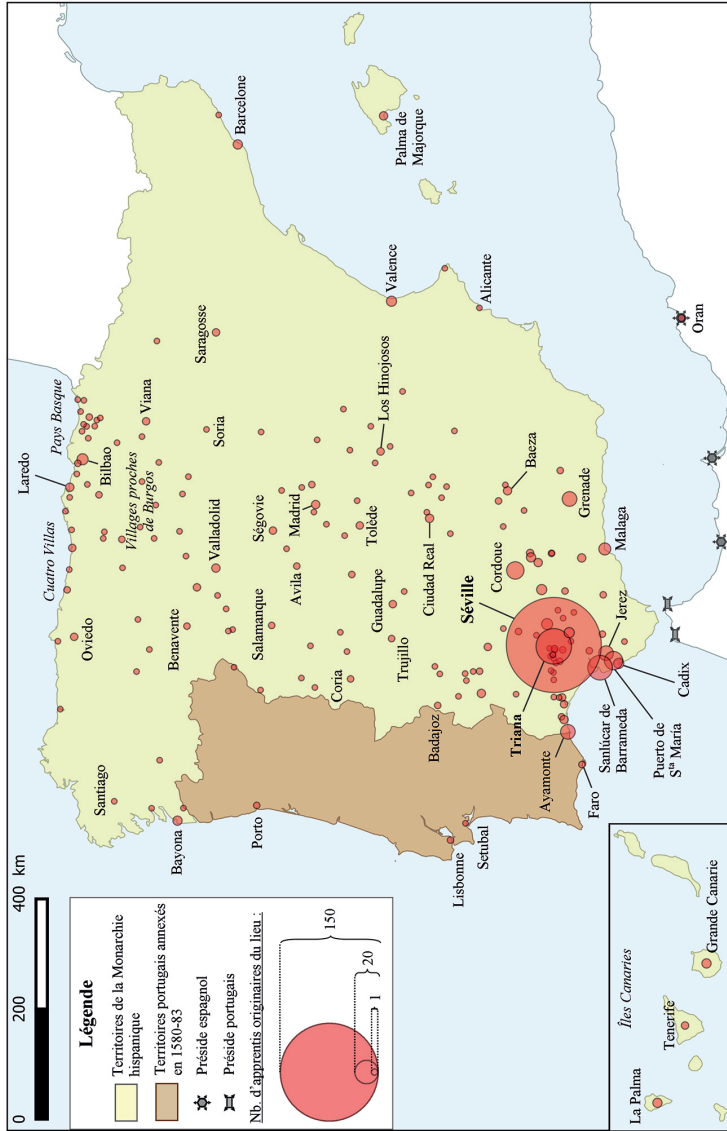 0
200
400 km
Légende
Territoires de la Monarchie
hispanique
Territoires portugais annexés
en 1580-83
Préside espagnol
Préside portugais
Nb. d'apprentis originaires du lieu :
150
20
1
Santiago
Oviedo
Cuatro Villas
Laredo
Pays Basque
Bilbao
Villages proches
de Burgos
Viana
Bayona
Benavente
Valladolid
Soria
Saragosse
Barcelone
Porto
Salamanque
Ségovie
Avila
Madrid
Coria
Tolède
Los Hinojosos
Palma de
Majorque
Valence
Trujillo
Guadalupe
Ciudad Real
Alicante
Lisbonne
Setubal
Badajoz
Séville
Cordoue
Baeza
Triana
Grenade
Ayamonte
Faro
Sanlúcar de
Barrameda
Puerto de
Sta Maria
Cadix
Jerez
Malaga
Oran
Îles Canaries
La Palma
Tenerife
Grande Canarie